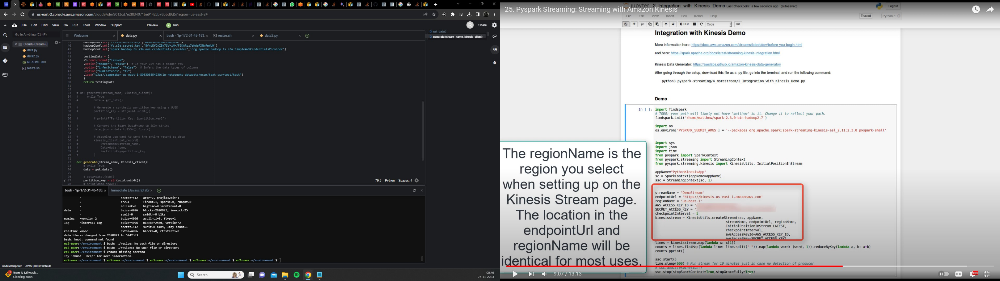 us-east-2.console.aws.amazon.com/cloud9/ide/9012cd7e2f834071be9142cb76bbd9d5?region=us-east-2#
File Edit Find View Go Run Tools Window Support Preview Run
R Share
Go to Anything (Ctrl-P)
Cloud9-Stream-E
data.py
data2.py
README.md
resize.sh
aws
Welcome data.py bash - "ip-172-31-45-183. resize.sh data2.py
get_data()
generate(stream_name, kinesis_client)
40 hadoopConf.set('fs.s3a.secret.key',
41 hadoopConf.set('spark.haddop.fs.s3a.aws.credentials.provider','org.apache.hadoop.fs.s3a.SimpleAWSCredentialsProvider')
42
43 testingData = (
44 s1.read.format("libsvm")
45 .option("header", "False") # If your CSV has a header row
46 .option("inferSchema", "False") # Infers the data types of columns
47 .option("numFeatures", "15")
48 .load("s3a://sagemaker-us-east-1-896303854230/lp-notebooks-datasets/ecom/text-csv/test/test")
49 )
50 return testingData
51
52
53 # def generate(stream_name, kinesis_client):
54 # while True:
55 # data = get_data()
56
57 # # Generate a synthetic partition key using a UUID
58 # partition_key = str(uuid.uuid4())
59
60 # # print(f"Partition Key: {partition_key}")
61
62 # # Convert the Spark DataFrame to JSON string
63 # data_json = data.toJSON().first()
64
65 # # Assuming you want to send the entire record as data
66 # kinesis_client.put_record(
67 # StreamName=stream_name,
68 # Data=data_json,
69 # PartitionKey=partition_key
70 # )
71
72 def generate(stream_name, kinesis_client):
73 # while True:
74 data = get_data()
75
76 # data=data.json()
77 partition_key = str(uuid.uuid4())
78 # print(data.show())
79:5 Python Spaces: 4
bash - "ip-172-31-45-183. Immediate (Javascript (br
= sectsz=512 attr=2, projid32bit=1
= crc=1 finobt=1, sparse=0, rmapbt=0
= reflink=0 bigtime=0 inobtcount=0
data = bsize=4096 blocks=2620923, imaxpct=25
= sunit=0 swidth=0 blks
naming =version 2 bsize=4096 ascii-ci=0, ftype=1
log =internal log bsize=4096 blocks=2560, version=2
= sectsz=512 sunit=0 blks, lazy-count=1
realtime =none extsz=4096 blocks=0, rtextents=0
data blocks changed from 2620923 to 5242363
bash: hmod: command not found
ec2-user:~/environment $ bash: ./resize: No such file or directory
ec2-user:~/environment $ bash: ./resizec: No such file or directory
ec2-user:~/environment $ chmod: missing operand
Try 'chmod --help' for more information.
ec2-user:~/environment $ ec2-user:~/environment $ ec2-user:~/environment $ ec2-user:~/environment $ ec2-user:~/environment $
CodeWhisperer AWS: profile:default
from N Milwauk...
Clearing soon
Search
00:49
27-11-2023
25. Pyspark Streaming: Streaming with Amazon Kinesis
jupyter 2_Integration_with_Kinesis_Demo Last Checkpoint: a few seconds ago (autosaved)
Logout
File Edit View Insert Cell Kernel Help
Trusted Python 3
Run Code
Integration with Kinesis Demo
More information here: https://docs.aws.amazon.com/streams/latest/dev/before-you-begin.html
and here: https://spark.apache.org/docs/latest/streaming-kinesis-integration.html
Kinesis Data Generator: https://awslabs.github.io/amazon-kinesis-data-generator/
After going through the setup, download this file as a .py file, go into the terminal, and run the following command:
python3 pyspark-streaming/4_morestream/2_Integration_with_Kinesis_Demo.py
Demo
In [ ]: import findspark
# TODO: your path will likely not have 'matthew' in it. Change it to reflect your path.
findspark.init('/home/matthew/spark-2.3.0-bin-hadoop2.7')
import os
os.environ['PYSPARK_SUBMIT_ARGS'] = '--packages org.apache.spark:spark-streaming-kinesis-asl_2.11:2.3.0 pyspark-shell'
import sys
import json
import time
from pyspark import SparkContext
from pyspark.streaming import StreamingContext
from pyspark.streaming.kinesis import KinesisUtils, InitialPositionInStream
appName="PythonKinesisApp"
sc = SparkContext(appName=appName)
ssc = StreamingContext(sc, 1)
streamName = 'DemoStream'
endpointUrl = 'https://kinesis.us-east-1.amazonaws.com'
regionName = 'us-east-1'
AWS_ACCESS_KEY_ID = '
SECRET_ACCESS_KEY = '
checkpointInterval = 5
kinesisstream = KinesisUtils.createStream(ssc, appName,
streamName, endpointUrl, regionName,
InitialPositionInStream.LATEST,
checkpointInterval,
awsAccessKeyId=AWS_ACCESS_KEY_ID,
awsSecretKey=SECRET_ACCESS_KEY)
lines = kinesisstream.map(lambda x: x[1])
counts = lines.flatMap(lambda line: line.split(" ")).map(lambda word: (word, 1)).reduceByKey(lambda a, b: a+b)
counts.pprint()
ssc.start()
time.sleep(600) # Run stream for 10 minutes just in case no detection of producer
# ssc.awaitTermination()
ssc.stop(stopSparkContext=True,stopGraceFully=True)
The regionName is the
region you select
when setting up on the
Kinesis Stream page.
The location in the
endpointUrl and
regionName will be
identical for most uses.
9:07 / 13:13
CC
HD